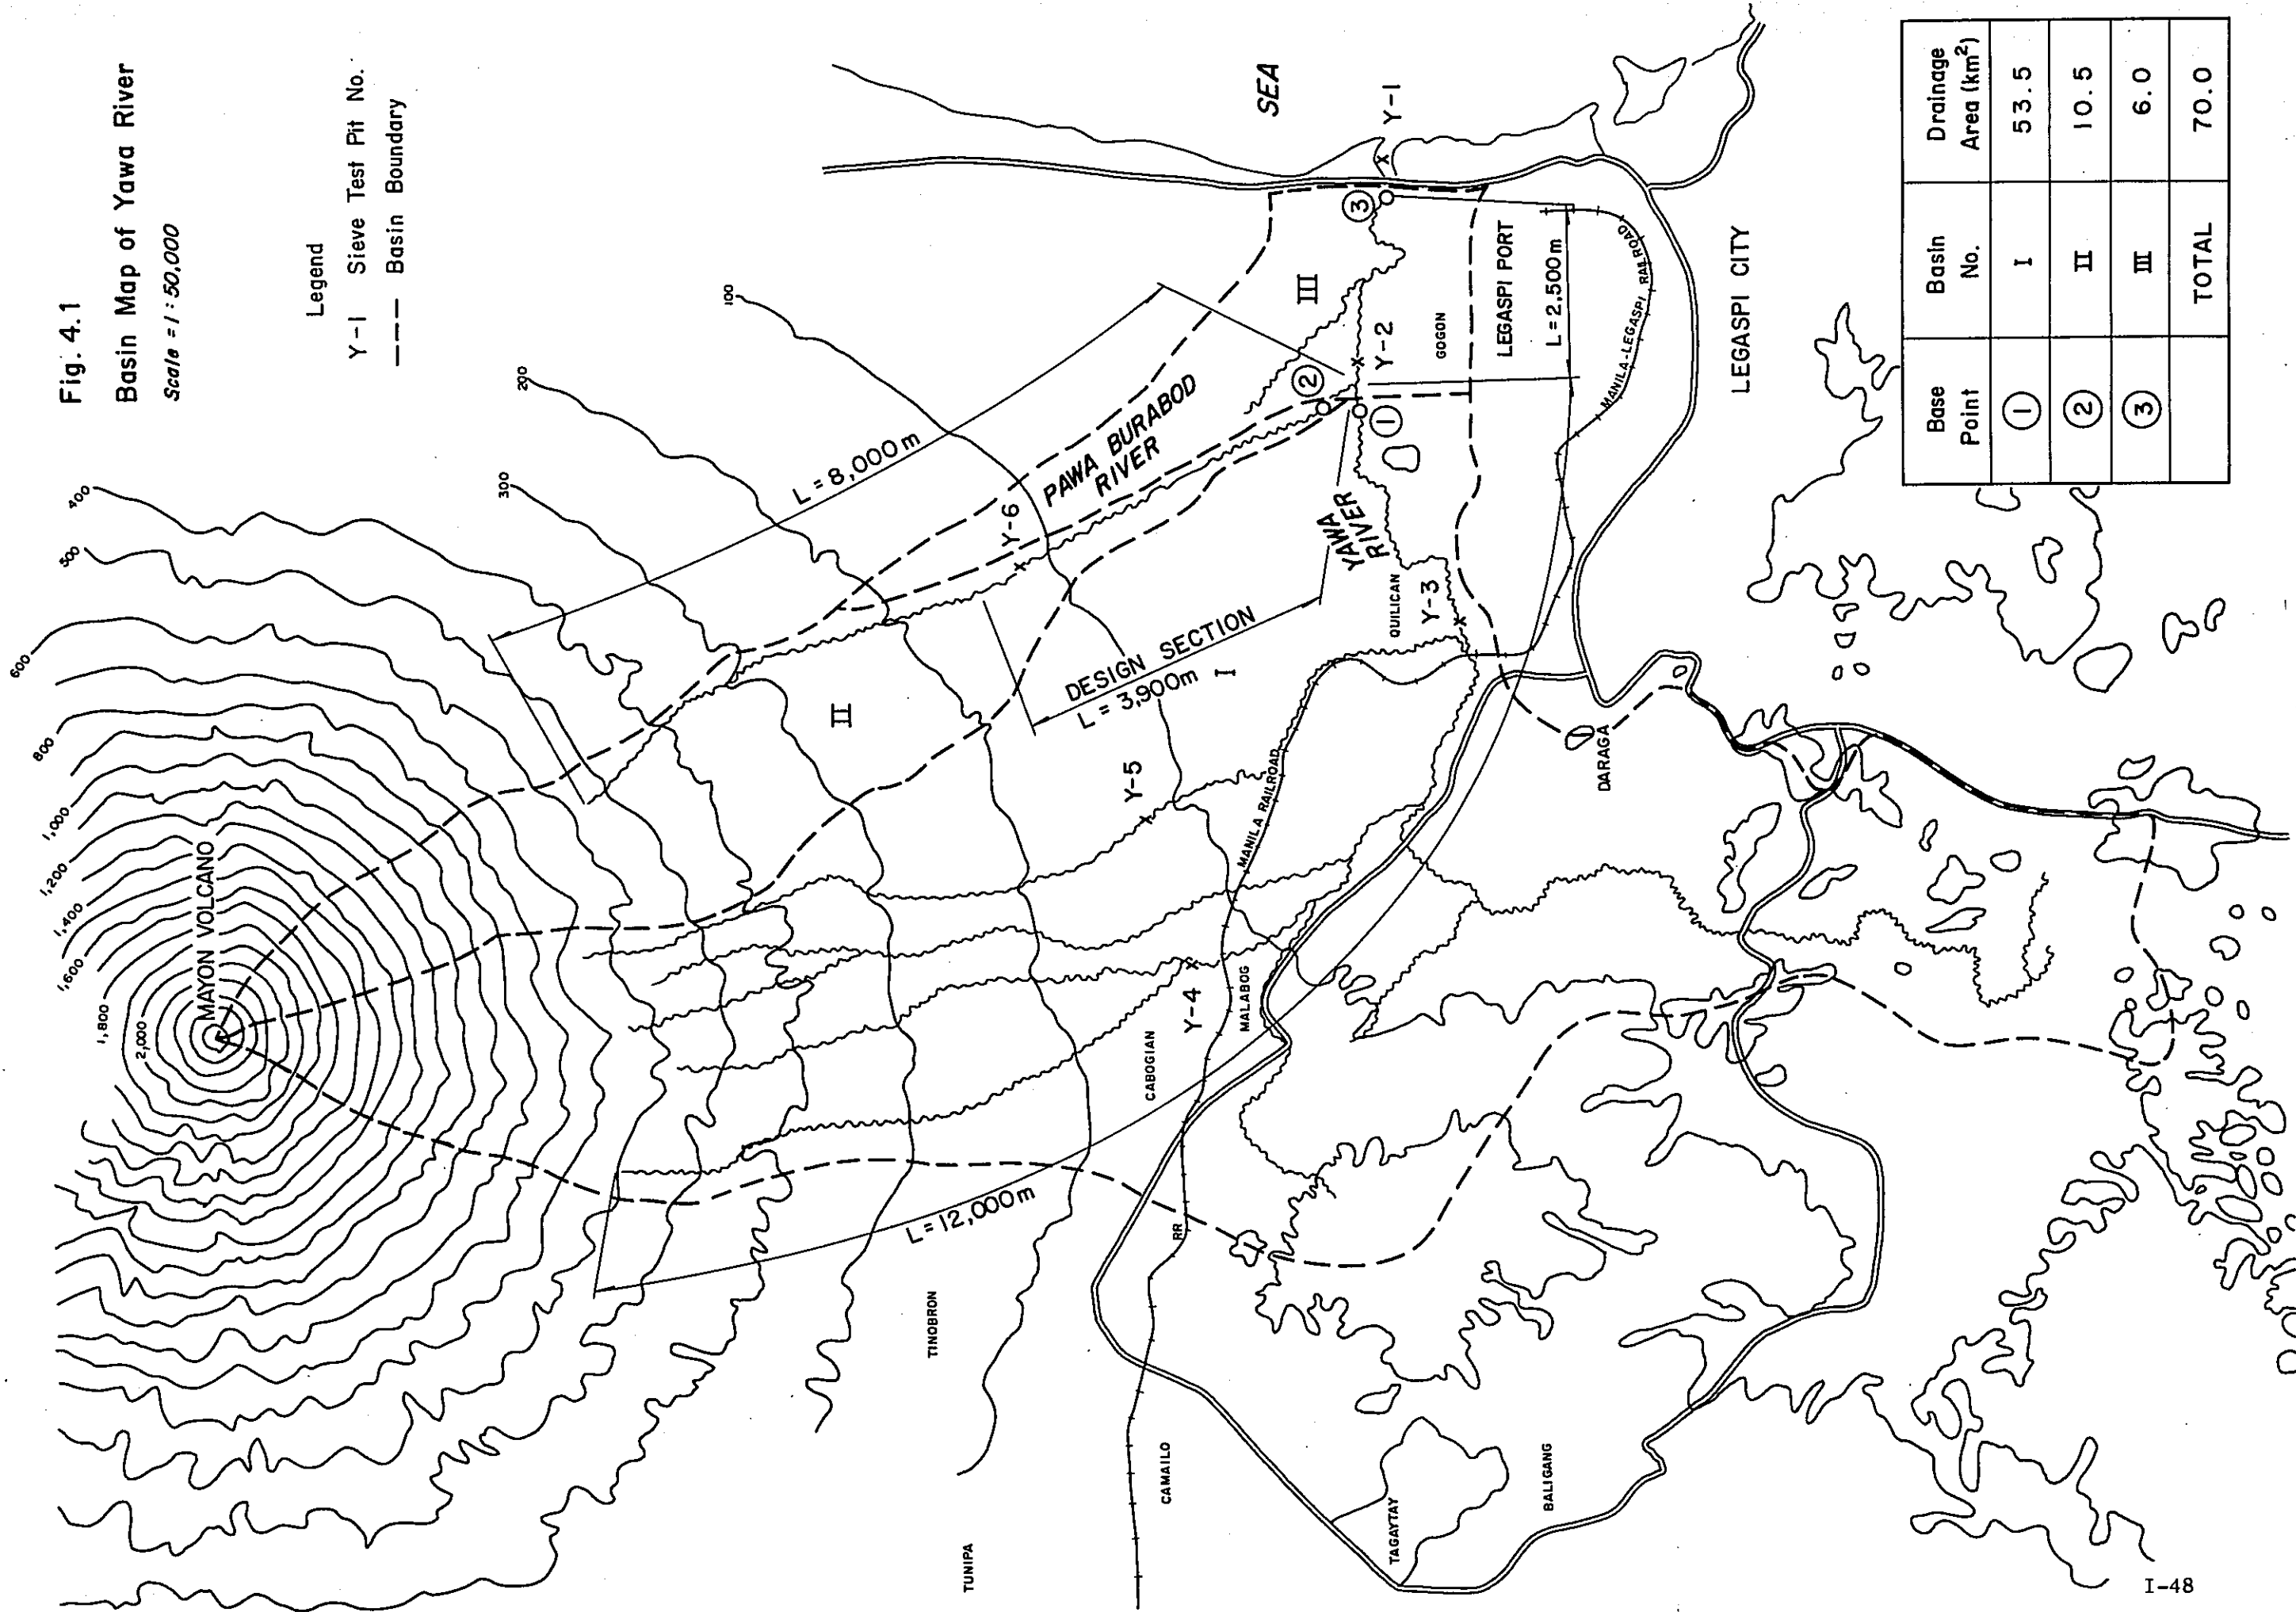 Fig. 4.1
Basin Map of Yawa River
Scale = 1 : 50,000
Legend
Y-1 Sieve Test Pit No.
Basin Boundary
SEA
Y-1
3
III
LEGASPI PORT
L = 2,500m
MANILA-LEGASPI RAILROAD
LEGASPI CITY
Y-2
GOGON
2
1
100
200
300
400
500
600
800
1,000
1,200
1,400
1,600
1,800
2,000
MAYON VOLCANO
L = 8,000m
PAWA BURABOD
RIVER
Y-6
YAWA
RIVER
QUILICAN
Y-3
DESIGN SECTION
L = 3,900m
I
II
Y-5
MANILA RAILROAD
DARAGA
Y-4
MALABOG
CABOGIAN
L = 12,000m
RR
TINOBRON
TUNIPA
CAMAILO
TAGAYTAY
BALIGANG
Base Point Basin No. Drainage Area (km²)
1 I 53.5
2 II 10.5
3 III 6.0
TOTAL 70.0
I-48